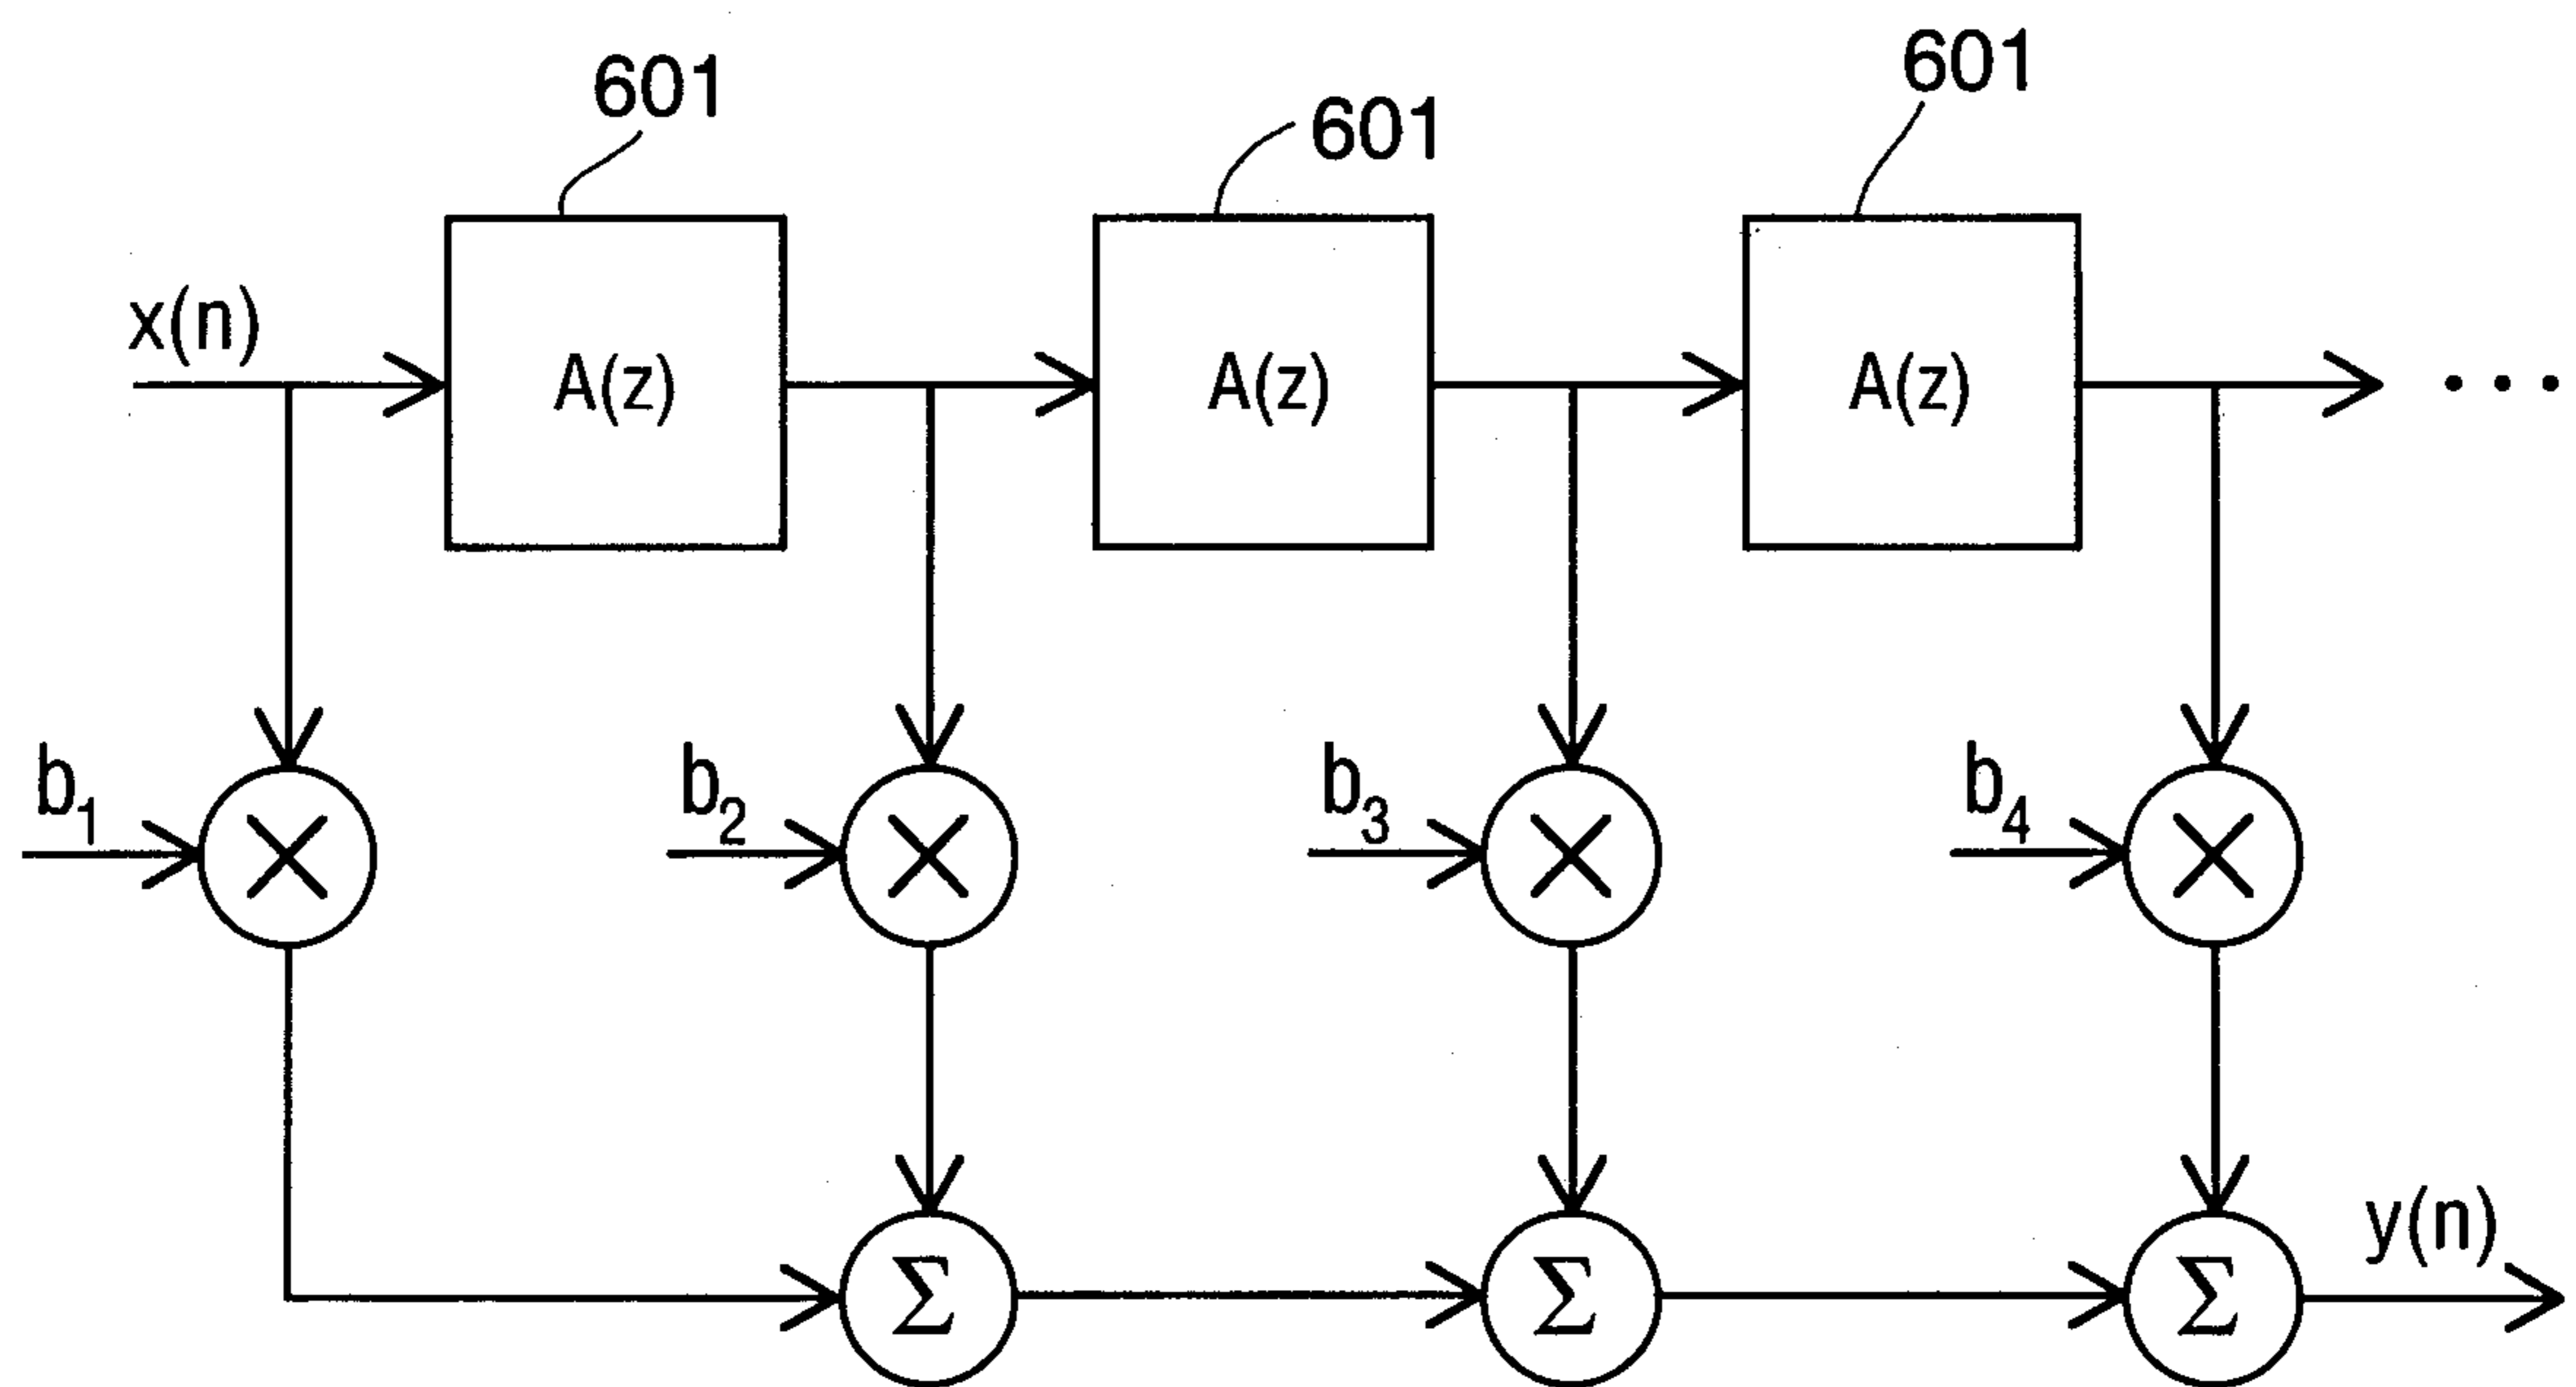 601
601
601
x(n)
A(z)
A(z)
A(z)
...
b1
b2
b3
b4
×
×
×
×
Σ
Σ
Σ
y(n)